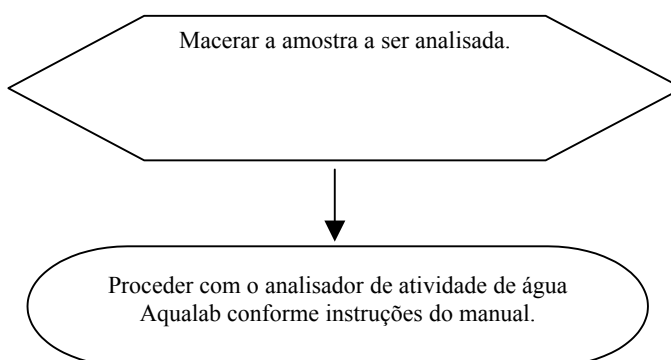 Macerar a amostra a ser analisada.
Proceder com o analisador de atividade de água
Aqualab conforme instruções do manual.